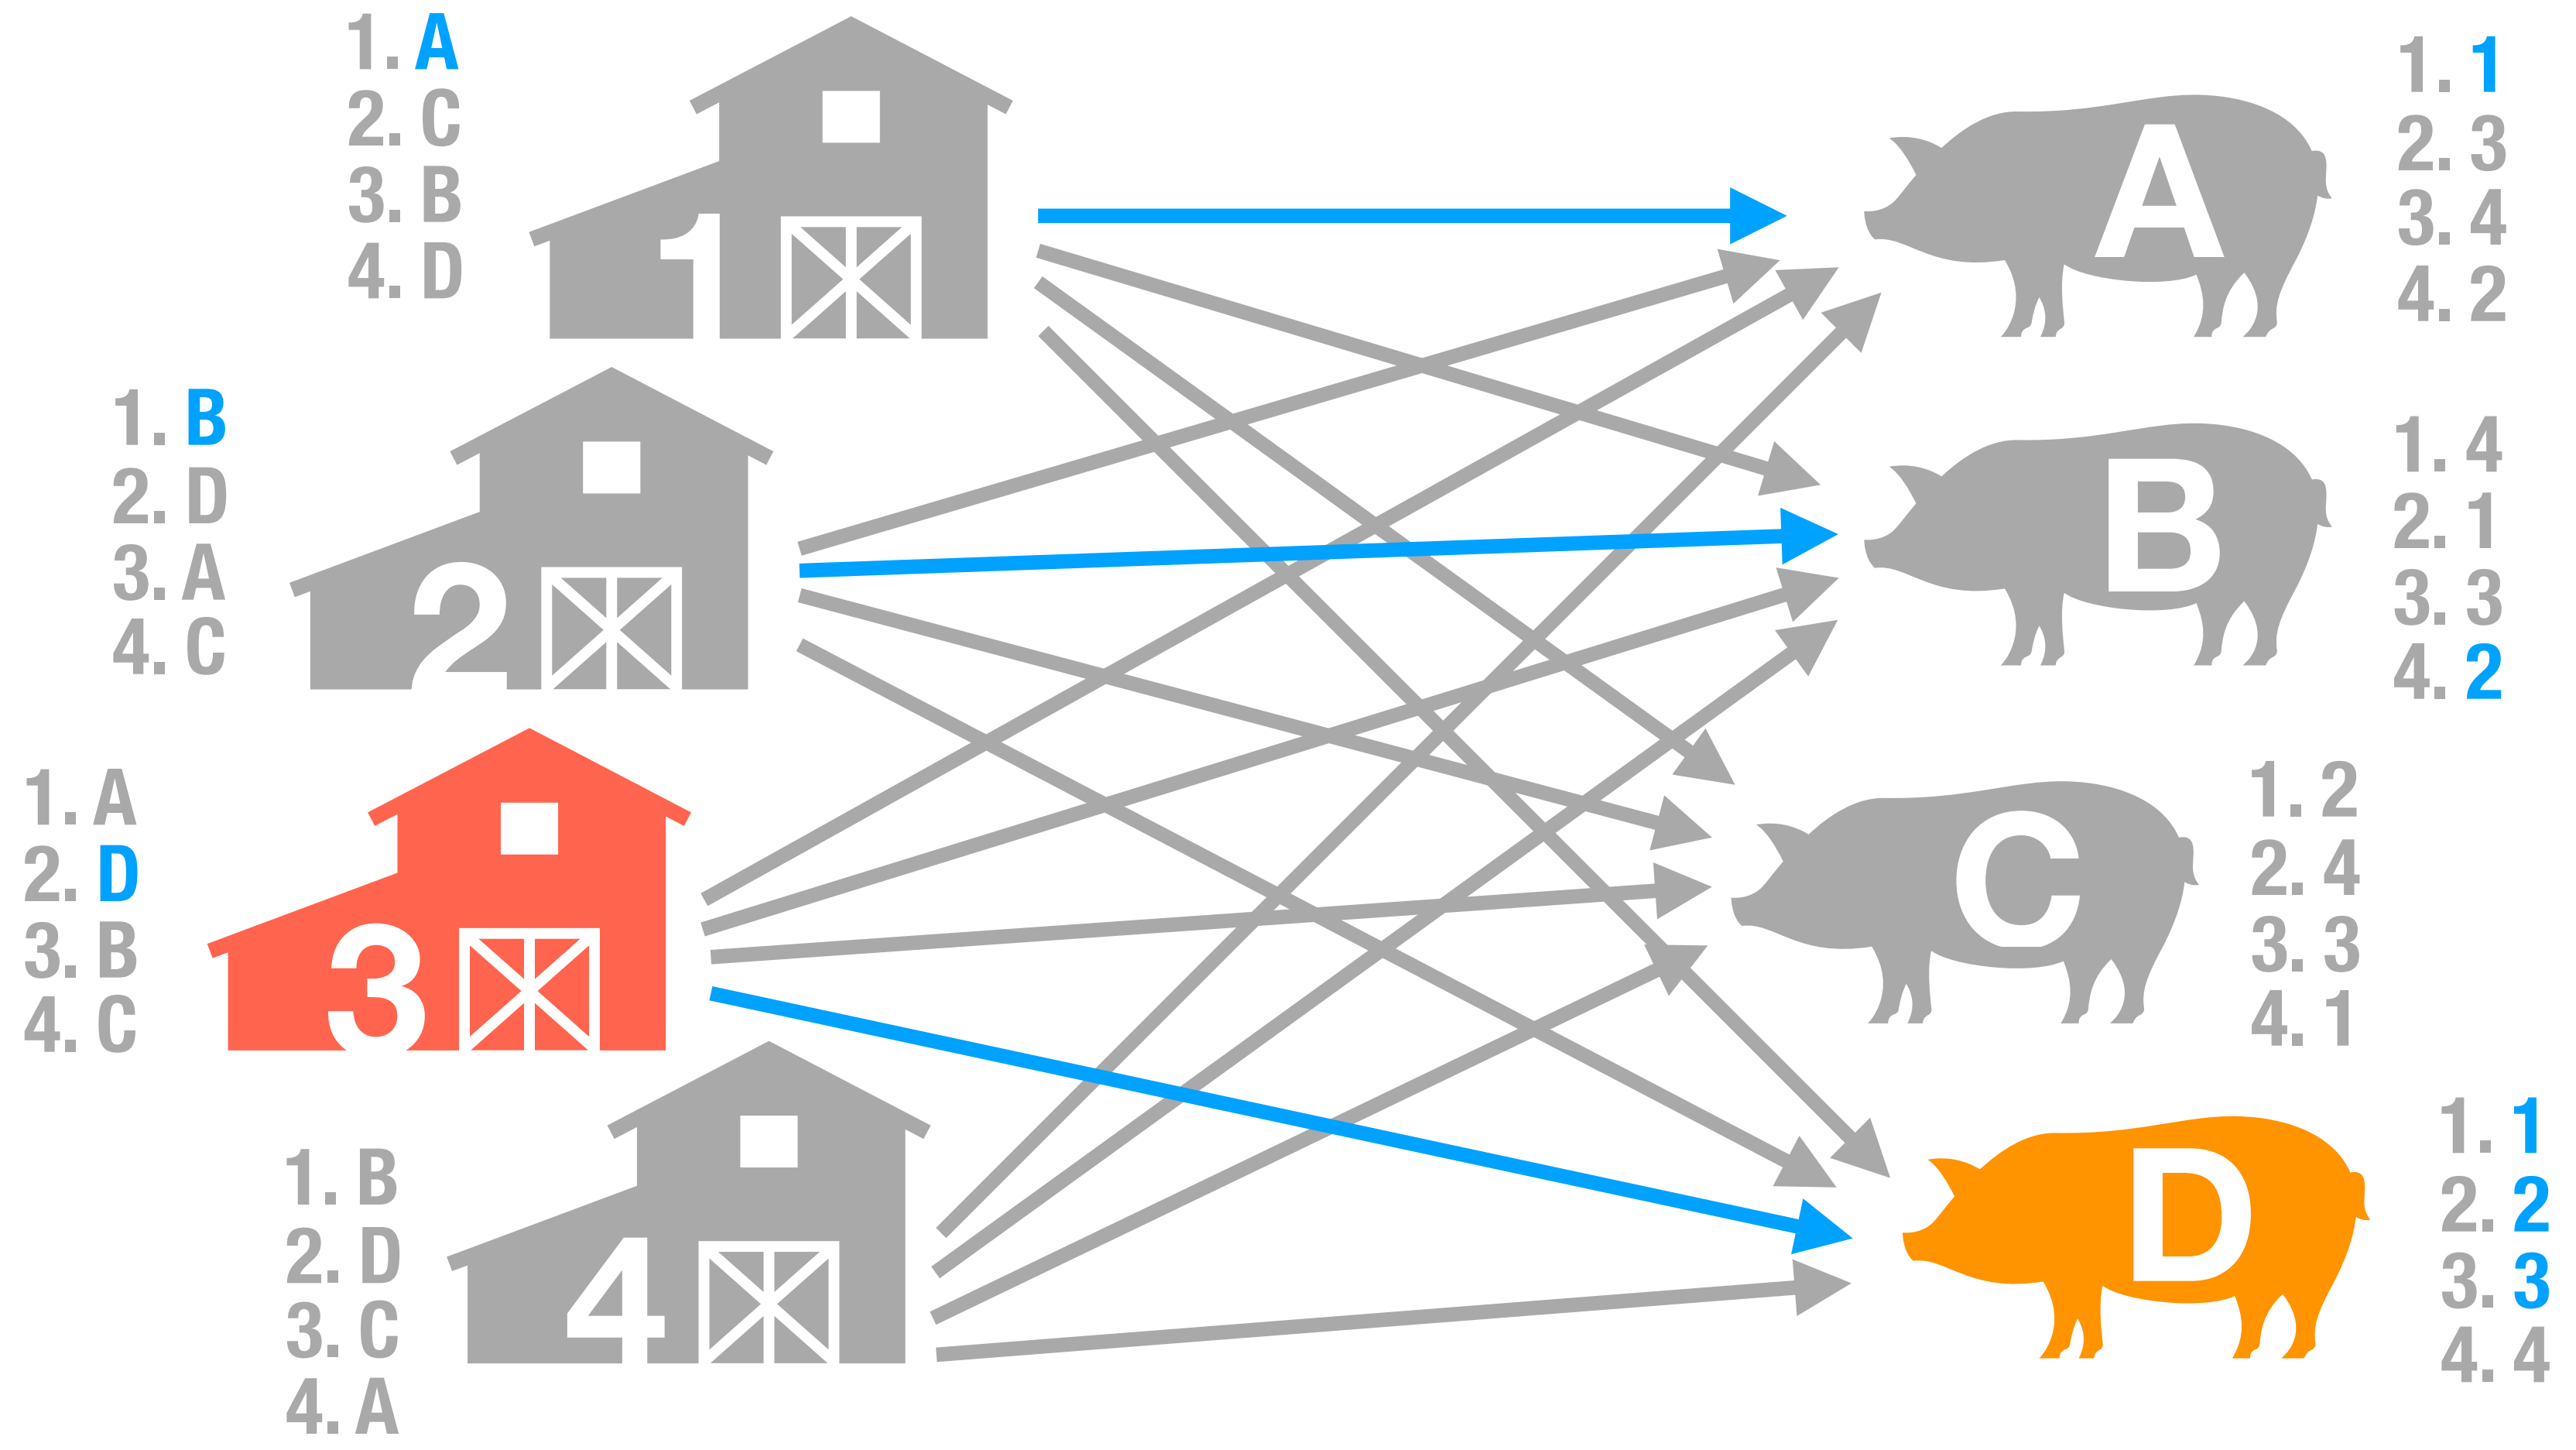 1. A
2. C
3. B
4. D
1
1. 1
2. 3
3. 4
4. 2
A
1. B
2. D
3. A
4. C
2
1. 4
2. 1
3. 3
4. 2
B
1. A
2. D
3. B
4. C
3
1. 2
2. 4
3. 3
4. 1
C
1. B
2. D
3. C
4. A
4
1. 1
2. 2
3. 3
4. 4
D